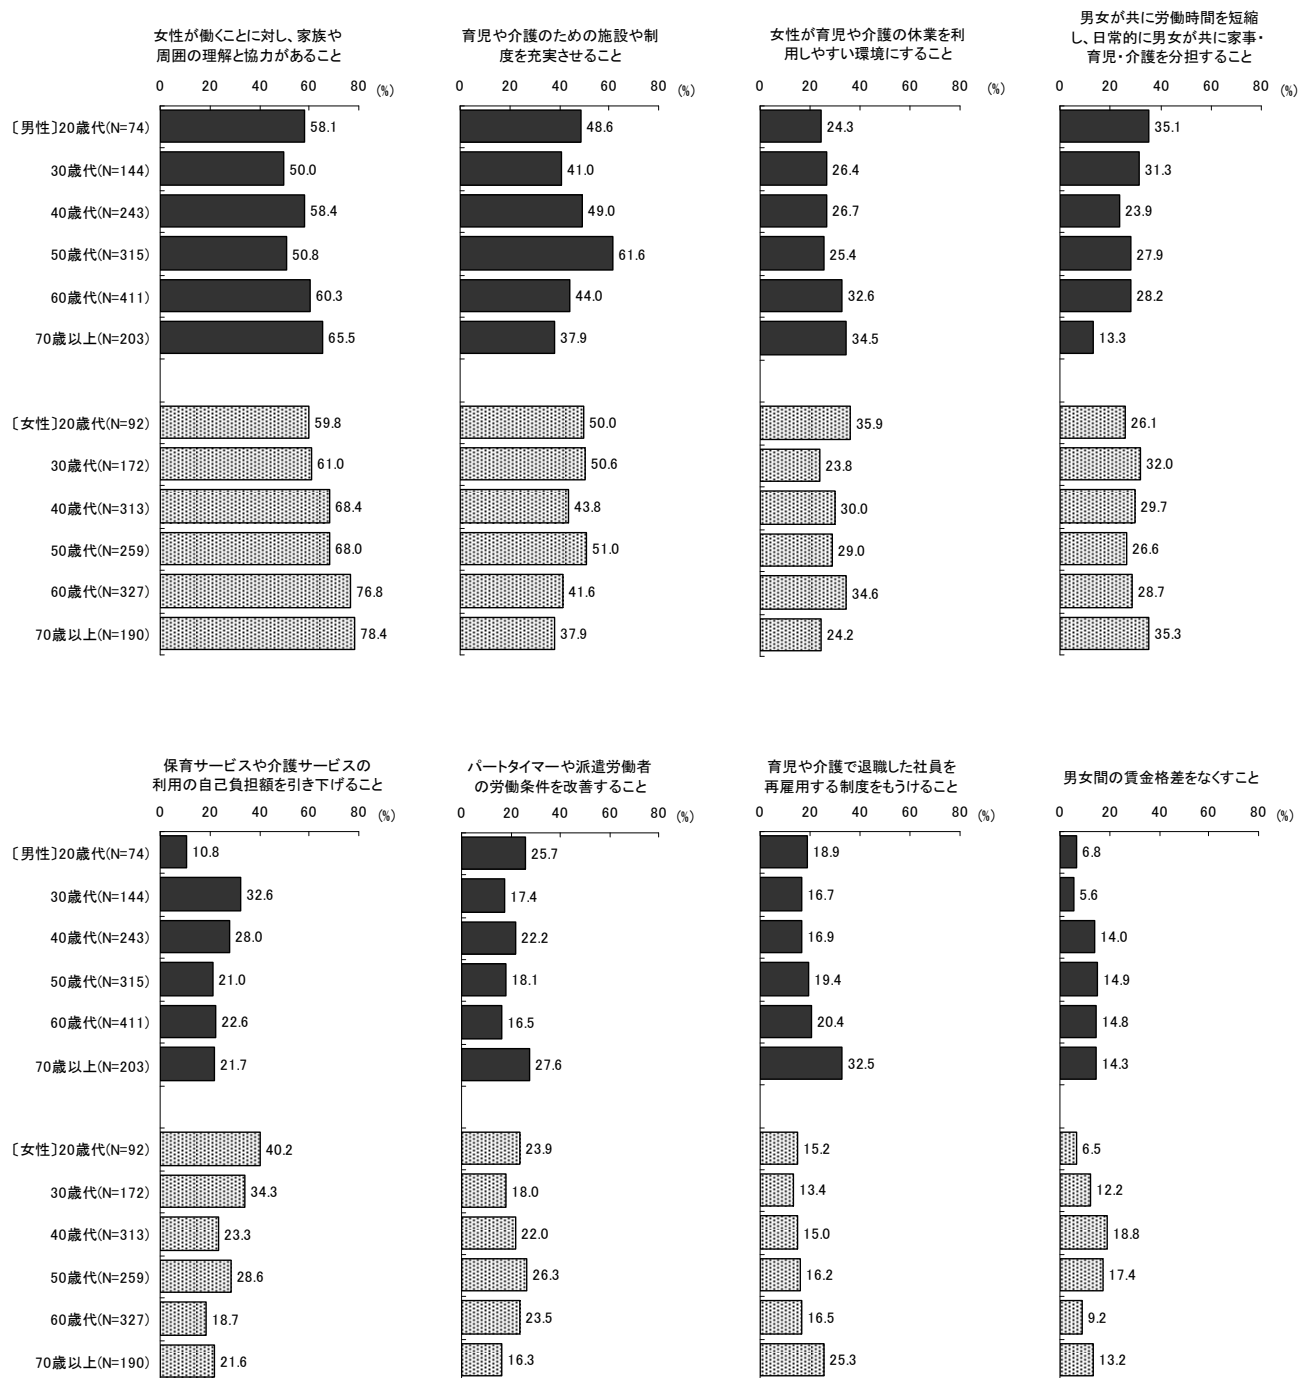 女性が働くことに対し、家族や
周囲の理解と協力があること
育児や介護のための施設や制
度を充実させること
女性が育児や介護の休業を利
用しやすい環境にすること
男女が共に労働時間を短縮
し、日常的に男女が共に家事・
育児・介護を分担すること
0 20 40 60 80 (%) 0 20 40 60 80 (%) 0 20 40 60 80 (%) 0 20 40 60 80 (%)
〔男性〕20歳代(N=74) 58.1 48.6 24.3 35.1
30歳代(N=144) 50.0 41.0 26.4 31.3
40歳代(N=243) 58.4 49.0 26.7 23.9
50歳代(N=315) 50.8 61.6 25.4 27.9
60歳代(N=411) 60.3 44.0 32.6 28.2
70歳以上(N=203) 65.5 37.9 34.5 13.3
〔女性〕20歳代(N=92) 59.8 50.0 35.9 26.1
30歳代(N=172) 61.0 50.6 23.8 32.0
40歳代(N=313) 68.4 43.8 30.0 29.7
50歳代(N=259) 68.0 51.0 29.0 26.6
60歳代(N=327) 76.8 41.6 34.6 28.7
70歳以上(N=190) 78.4 37.9 24.2 35.3
保育サービスや介護サービスの
利用の自己負担額を引き下げること
パートタイマーや派遣労働者
の労働条件を改善すること
育児や介護で退職した社員を
再雇用する制度をもうけること
男女間の賃金格差をなくすこと
0 20 40 60 80 (%) 0 20 40 60 80 (%) 0 20 40 60 80 (%) 0 20 40 60 80 (%)
〔男性〕20歳代(N=74) 10.8 25.7 18.9 6.8
30歳代(N=144) 32.6 17.4 16.7 5.6
40歳代(N=243) 28.0 22.2 16.9 14.0
50歳代(N=315) 21.0 18.1 19.4 14.9
60歳代(N=411) 22.6 16.5 20.4 14.8
70歳以上(N=203) 21.7 27.6 32.5 14.3
〔女性〕20歳代(N=92) 40.2 23.9 15.2 6.5
30歳代(N=172) 34.3 18.0 13.4 12.2
40歳代(N=313) 23.3 22.0 15.0 18.8
50歳代(N=259) 28.6 26.3 16.2 17.4
60歳代(N=327) 18.7 23.5 16.5 9.2
70歳以上(N=190) 21.6 16.3 25.3 13.2